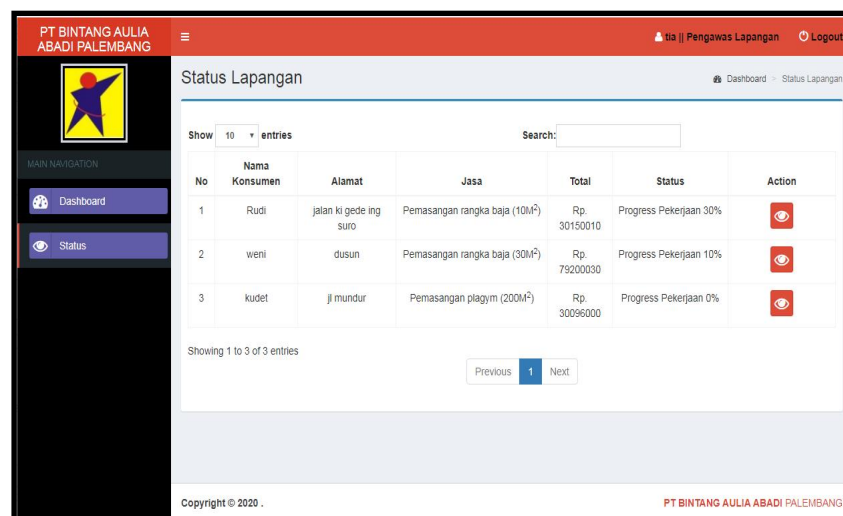 PT BINTANG AULIA
ABADI PALEMBANG
tia || Pengawas Lapangan Logout
Status Lapangan
Dashboard > Status Lapangan
MAIN NAVIGATION
Dashboard
Status
Show 10 entries Search:
No Nama Konsumen Alamat Jasa Total Status Action
1 Rudi jalan ki gede ing suro Pemasangan rangka baja (10M²) Rp. 30150010 Progress Pekerjaan 30%
2 weni dusun Pemasangan rangka baja (30M²) Rp. 79200030 Progress Pekerjaan 10%
3 kudet jl mundur Pemasangan plagym (200M²) Rp. 30096000 Progress Pekerjaan 0%
Showing 1 to 3 of 3 entries
Previous 1 Next
Copyright © 2020 . PT BINTANG AULIA ABADI PALEMBANG